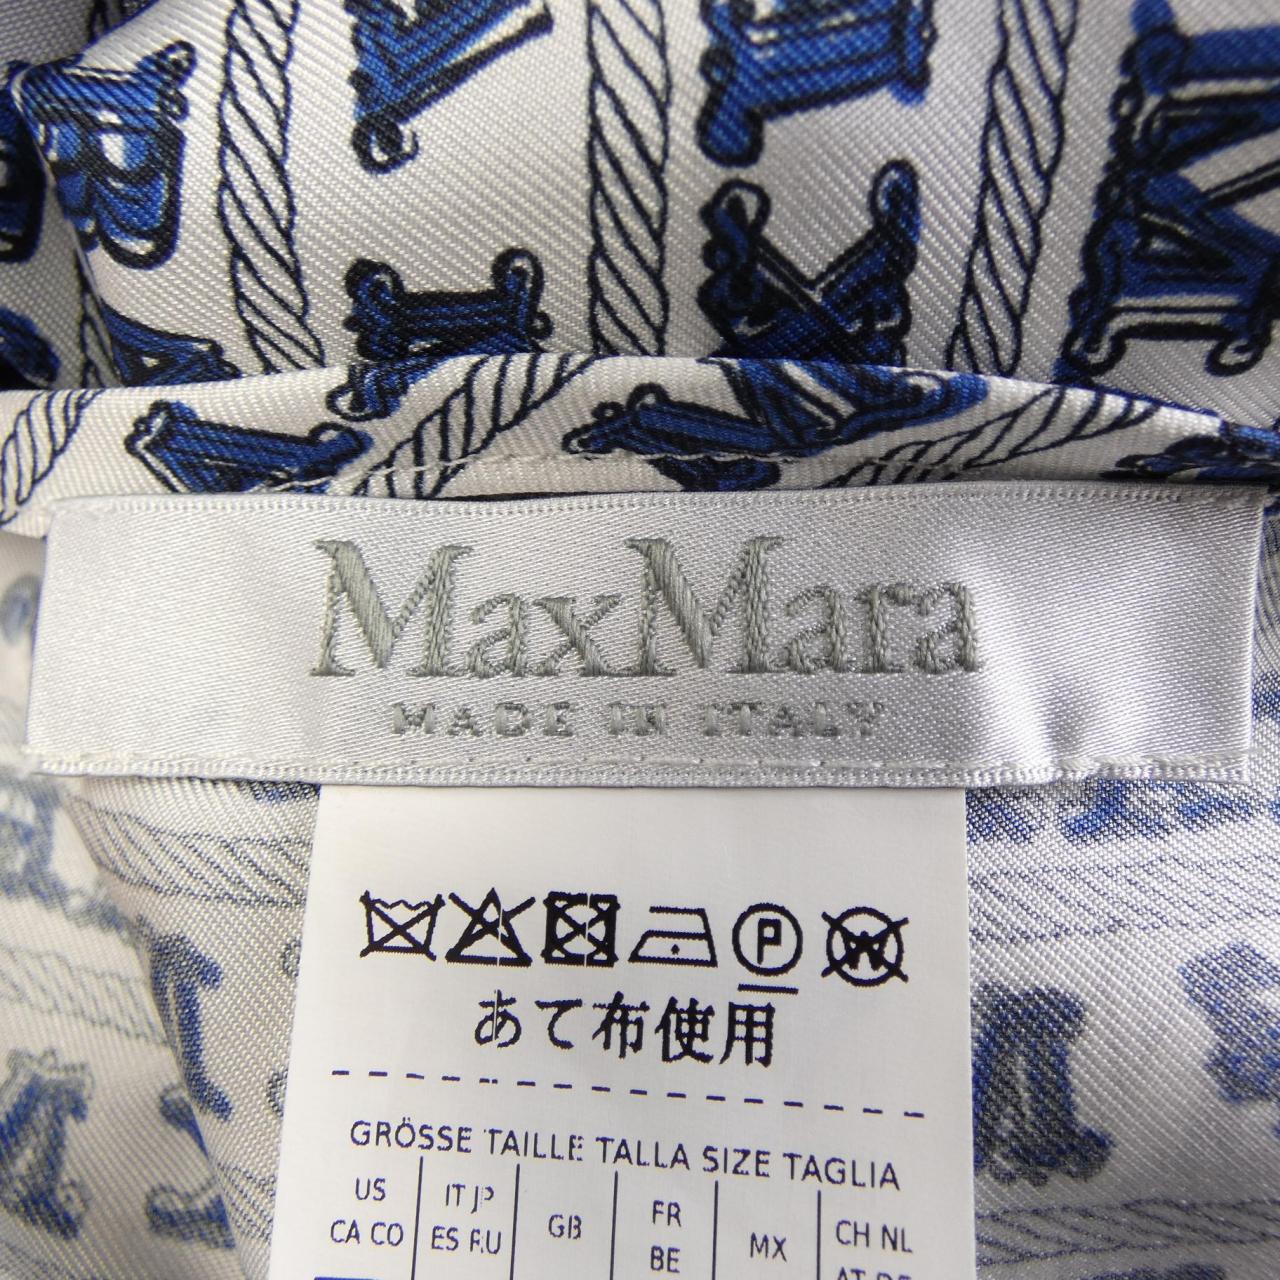 MaxMara
MADE IN ITALY
P W
あて布使用
GRÖSSE TAILLE TALLA SIZE TAGLIA
US IT JP GB FR MX CH NL
CA CO ES RU BE